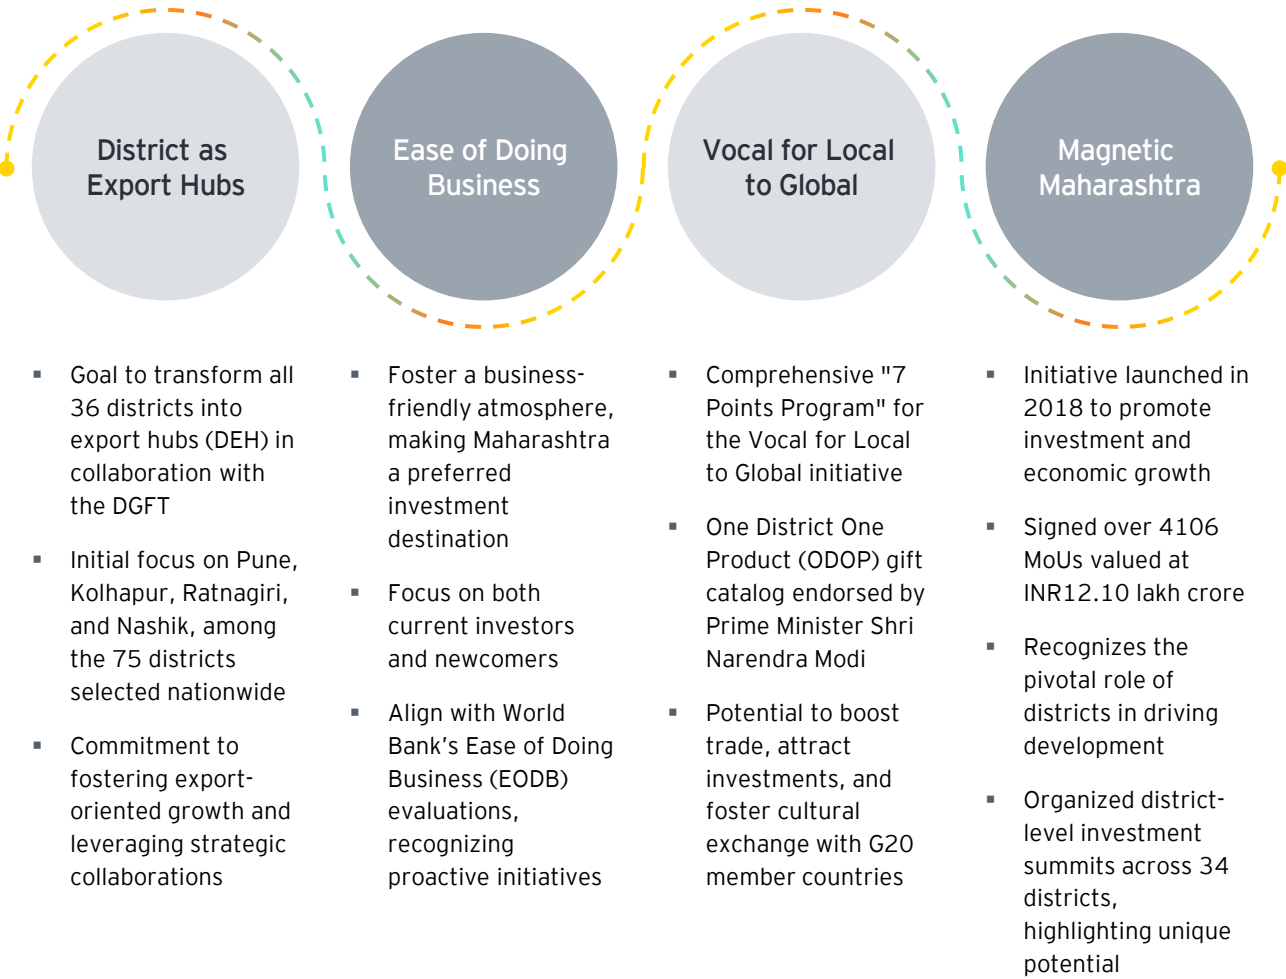 District as
Export Hubs
Ease of Doing
Business
Vocal for Local
to Global
Magnetic
Maharashtra
▪ Goal to transform all
36 districts into
export hubs (DEH) in
collaboration with
the DGFT
▪ Initial focus on Pune,
Kolhapur, Ratnagiri,
and Nashik, among
the 75 districts
selected nationwide
▪ Commitment to
fostering export-
oriented growth and
leveraging strategic
collaborations
▪ Foster a business-
friendly atmosphere,
making Maharashtra
a preferred
investment
destination
▪ Focus on both
current investors
and newcomers
▪ Align with World
Bank’s Ease of Doing
Business (EODB)
evaluations,
recognizing
proactive initiatives
▪ Comprehensive "7
Points Program" for
the Vocal for Local
to Global initiative
▪ One District One
Product (ODOP) gift
catalog endorsed by
Prime Minister Shri
Narendra Modi
▪ Potential to boost
trade, attract
investments, and
foster cultural
exchange with G20
member countries
▪ Initiative launched in
2018 to promote
investment and
economic growth
▪ Signed over 4106
MoUs valued at
INR12.10 lakh crore
▪ Recognizes the
pivotal role of
districts in driving
development
▪ Organized district-
level investment
summits across 34
districts,
highlighting unique
potential